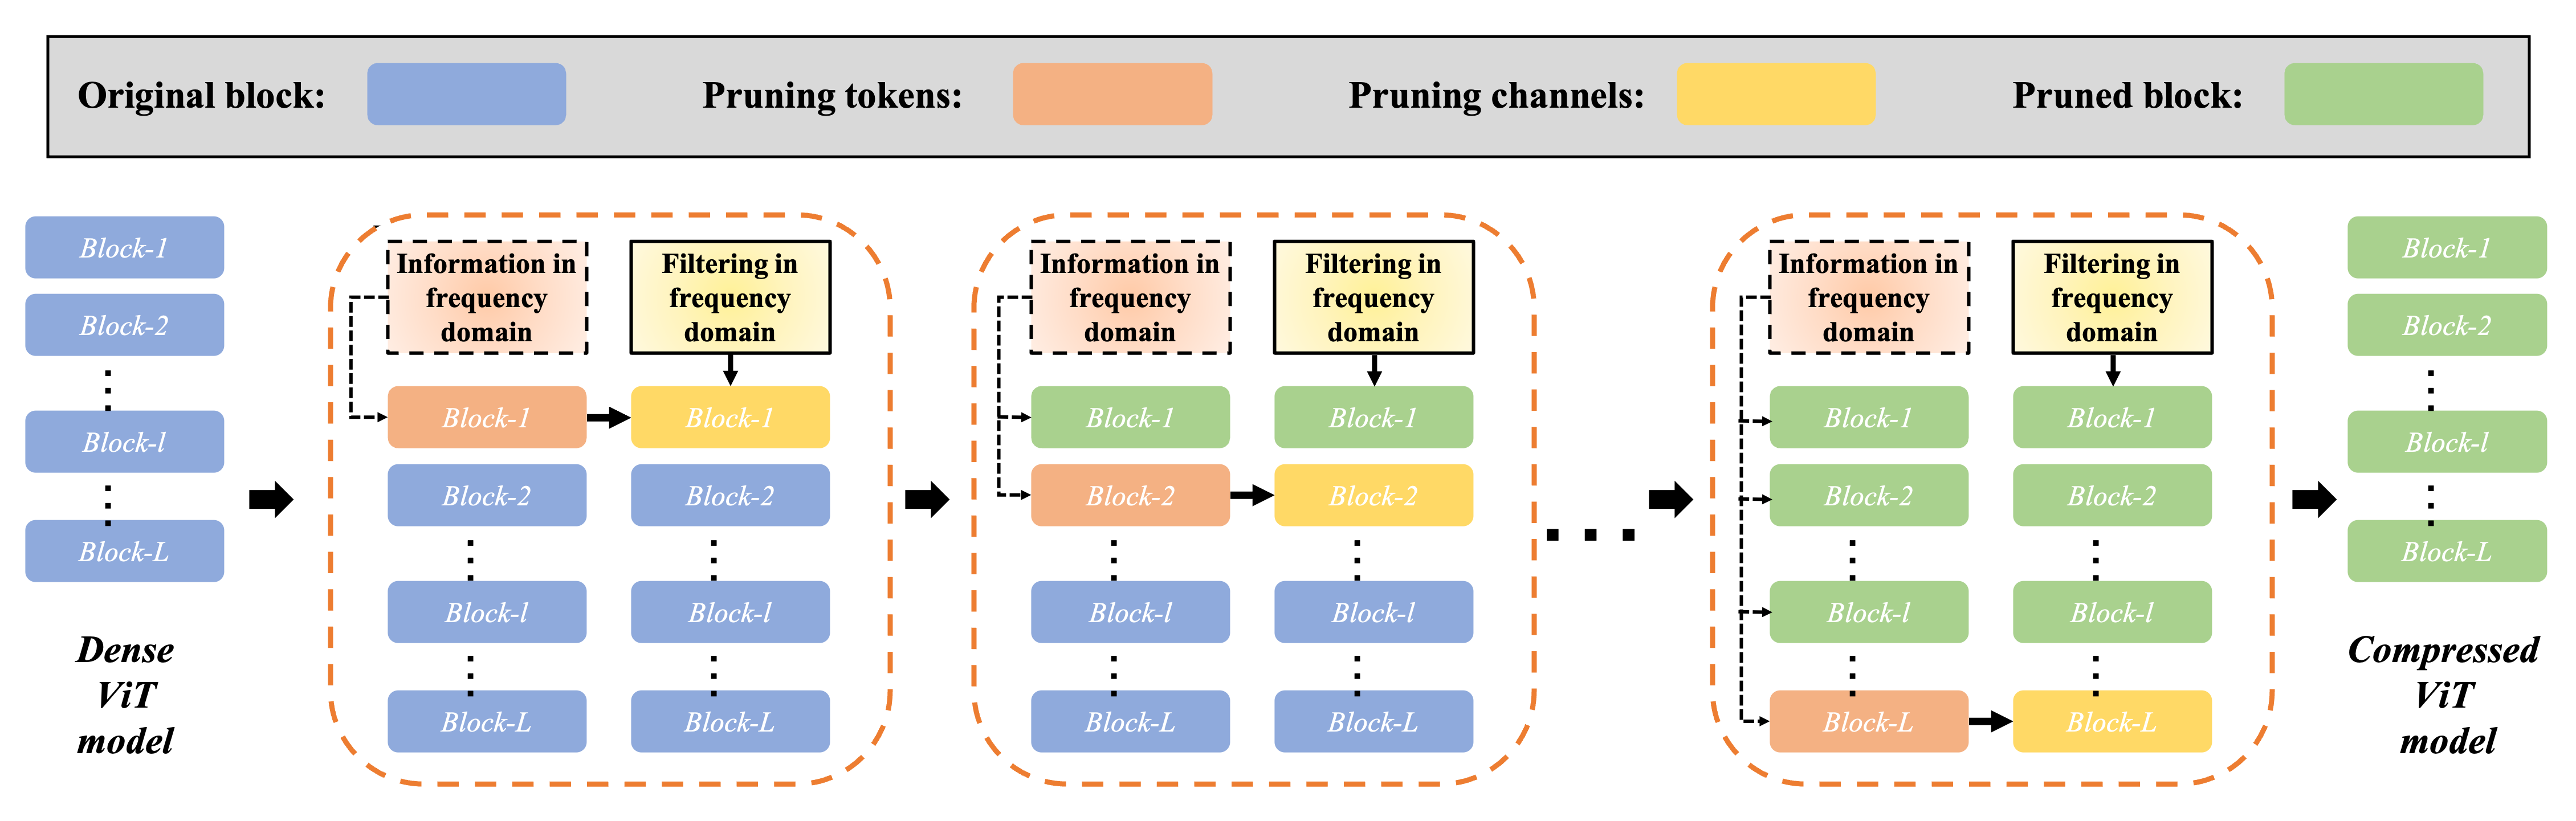 Original block:
Pruning tokens:
Pruning channels:
Pruned block:
Block-1
Block-2
Block-l
Block-L
Dense
ViT
model
Information in
frequency
domain
Block-1
Block-2
Block-l
Block-L
Filtering in
frequency
domain
Block-1
Block-2
Block-l
Block-L
Information in
frequency
domain
Block-1
Block-2
Block-l
Block-L
Filtering in
frequency
domain
Block-1
Block-2
Block-l
Block-L
Information in
frequency
domain
Block-1
Block-2
Block-l
Block-L
Filtering in
frequency
domain
Block-1
Block-2
Block-l
Block-L
Block-1
Block-2
Block-l
Block-L
Compressed
ViT
model